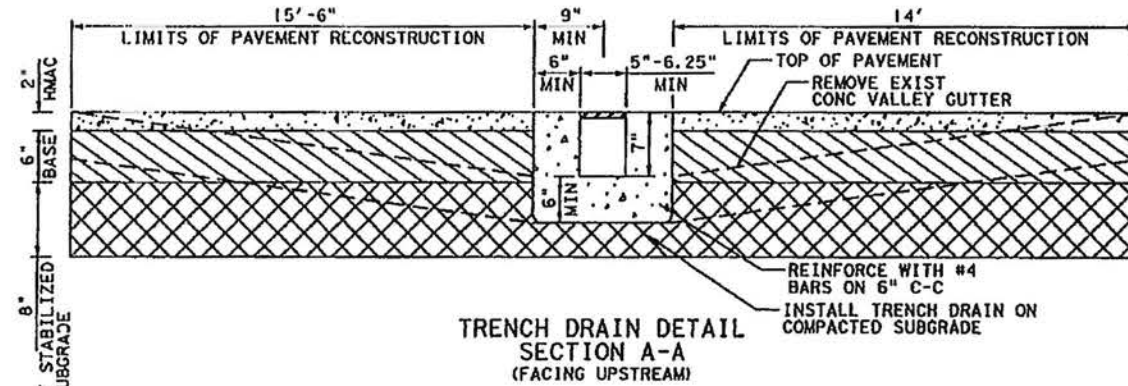 15'-6"
9"
14'
LIMITS OF PAVEMENT RECONSTRUCTION
MIN
LIMITS OF PAVEMENT RECONSTRUCTION
6"
MIN
5"-6.25"
MIN
TOP OF PAVEMENT
REMOVE EXIST
CONC VALLEY GUTTER
2"
HMAC
6"
BASE
7"
6"
MIN
8"
STABILIZED
REINFORCE WITH #4
BARS ON 6" C-C
INSTALL TRENCH DRAIN ON
COMPACTED SUBGRADE
TRENCH DRAIN DETAIL
SECTION A-A
(FACING UPSTREAM)